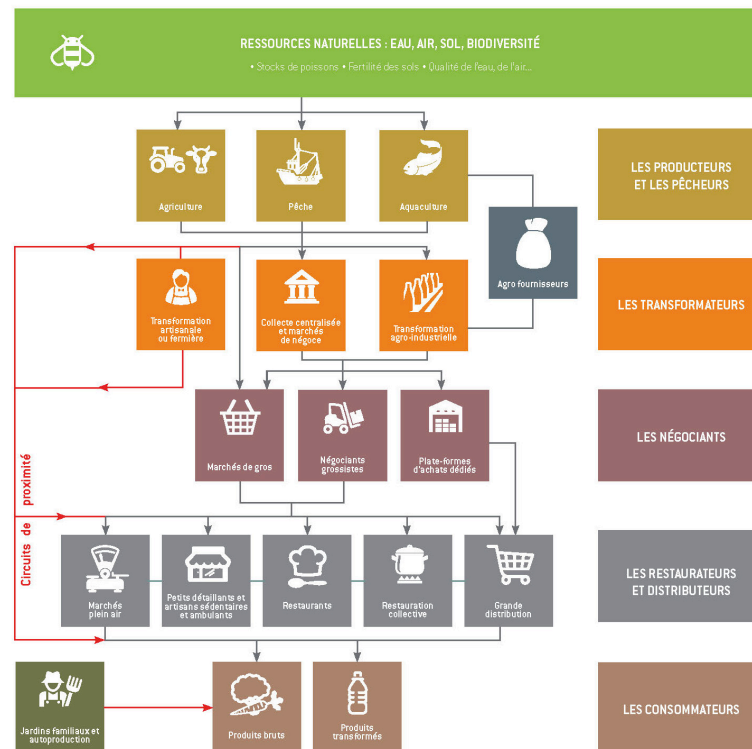 RESSOURCES NATURELLES : EAU, AIR, SOL, BIODIVERSITÉ
• Stocks de poissons • Fertilité des sols • Qualité de l'eau, de l'air...
Agriculture
Pêche
Aquaculture
LES PRODUCTEURS
ET LES PÊCHEURS
Agro fournisseurs
Transformation
artisanale
ou fermière
Collecte centralisée
et marchés
de négoce
Transformation
agro-industrielle
LES TRANSFORMATEURS
Marchés de gros
Négociants
grossistes
Plate-formes
d'achats dédiés
LES NÉGOCIANTS
Circuits de proximité
Marchés
plein air
Petits détaillants et
artisans sédentaires
et ambulants
Restaurants
Restauration
collective
Grande
distribution
LES RESTAURATEURS
ET DISTRIBUTEURS
Jardins familiaux et
autoproduction
Produits bruts
Produits
transformés
LES CONSOMMATEURS